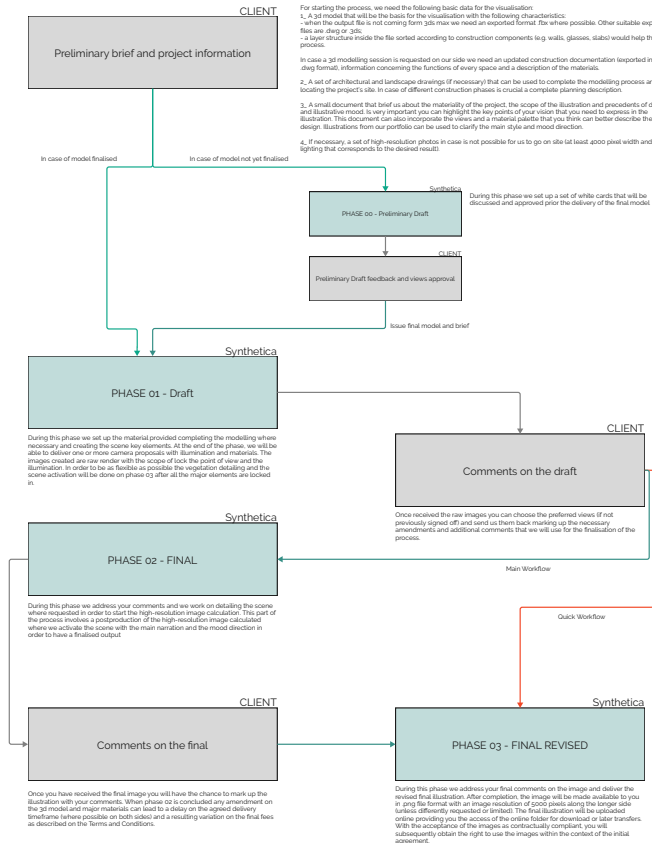 CLIENT
Preliminary brief and project information
For starting the process, we need the following basic data for the visualisation:
1_ A 3d model that will be the basis for the visualisation with the following characteristics:
- when the output file is not coming form 3ds max we need an exported format .fbx where possible. Other suitable exp
files are .dwg or .3ds.
- a layer structure inside the file sorted according to construction components (e.g. walls, glasses, slabs) would help th
process.
In case a 3d modelling session is requested on our side we need an updated construction documentation (exported in
.dwg format), information concerning the functions of every space and a description of the materials.
2_ A set of architectural and landscape drawings (if necessary) that can be used to complete the modelling process ar
locating the project's site. In case of different construction phases is crucial a complete planning description.
3_ A small document that brief us about the materiality of the project, the scope of the illustration and precedents of d
and illustrative mood. Is very important you can highlight the key points of your vision that you need to express in the
illustration. This document can also incorporate the views and a material palette that you think can better describe the
design. Illustrations from our portfolio can be used to clarify the main style and mood direction.
4_ If necessary, a set of high-resolution photos in case is not possible for us to go on site (at least 4000 pixel width and
lighting that corresponds to the desired result).
In case of model finalised
In case of model not yet finalised
Synthetica
PHASE 00 - Preliminary Draft
During this phase we set up a set of white cards that will be
discussed and approved prior the delivery of the final model.
CLIENT
Preliminary Draft feedback and views approval
Issue final model and brief
Synthetica
PHASE 01 - Draft
During this phase we set up the material provided completing the modelling where
necessary and creating the scene key elements. At the end of the phase, we will be
able to deliver one or more camera proposals with illumination and materials. The
images created are raw render with the scope of lock the point of view and the
illumination. In order to be as flexible as possible the vegetation detailing and the
scene activation will be done on phase 03 after all the major elements are locked
in.
CLIENT
Comments on the draft
Once received the raw images you can choose the preferred views (if not
previously signed off) and send us them back marking up the necessary
amendments and additional comments that we will use for the finalisation of the
process.
Synthetica
PHASE 02 - FINAL
Main Workflow
During this phase we address your comments and we work on detailing the scene
where requested in order to start the high-resolution image calculation. This part of
the process involves a postproduction of the high-resolution image calculated
where we activate the scene with the main narration and the mood direction in
order to have a finalised output
Quick Workflow
CLIENT
Comments on the final
Once you have received the final image you will have the chance to mark up the
illustration with your comments. When phase 02 is concluded any amendment on
the 3d model and major materials can lead to a delay on the agreed delivery
timeframe (where possible on both sides) and a resulting variation on the final fees
as described on the Terms and Conditions.
Synthetica
PHASE 03 - FINAL REVISED
During this phase we address your final comments on the image and deliver the
revised final illustration. After completion, the image will be made available to you
in .png file format with an image resolution of 5000 pixels along the longer side
(unless differently requested or limited). The final illustration will be uploaded
online providing you the access of the online folder for download or later transfers.
With the acceptance of the images as contractually compliant, you will
subsequently obtain the right to use the images within the context of the initial
agreement.